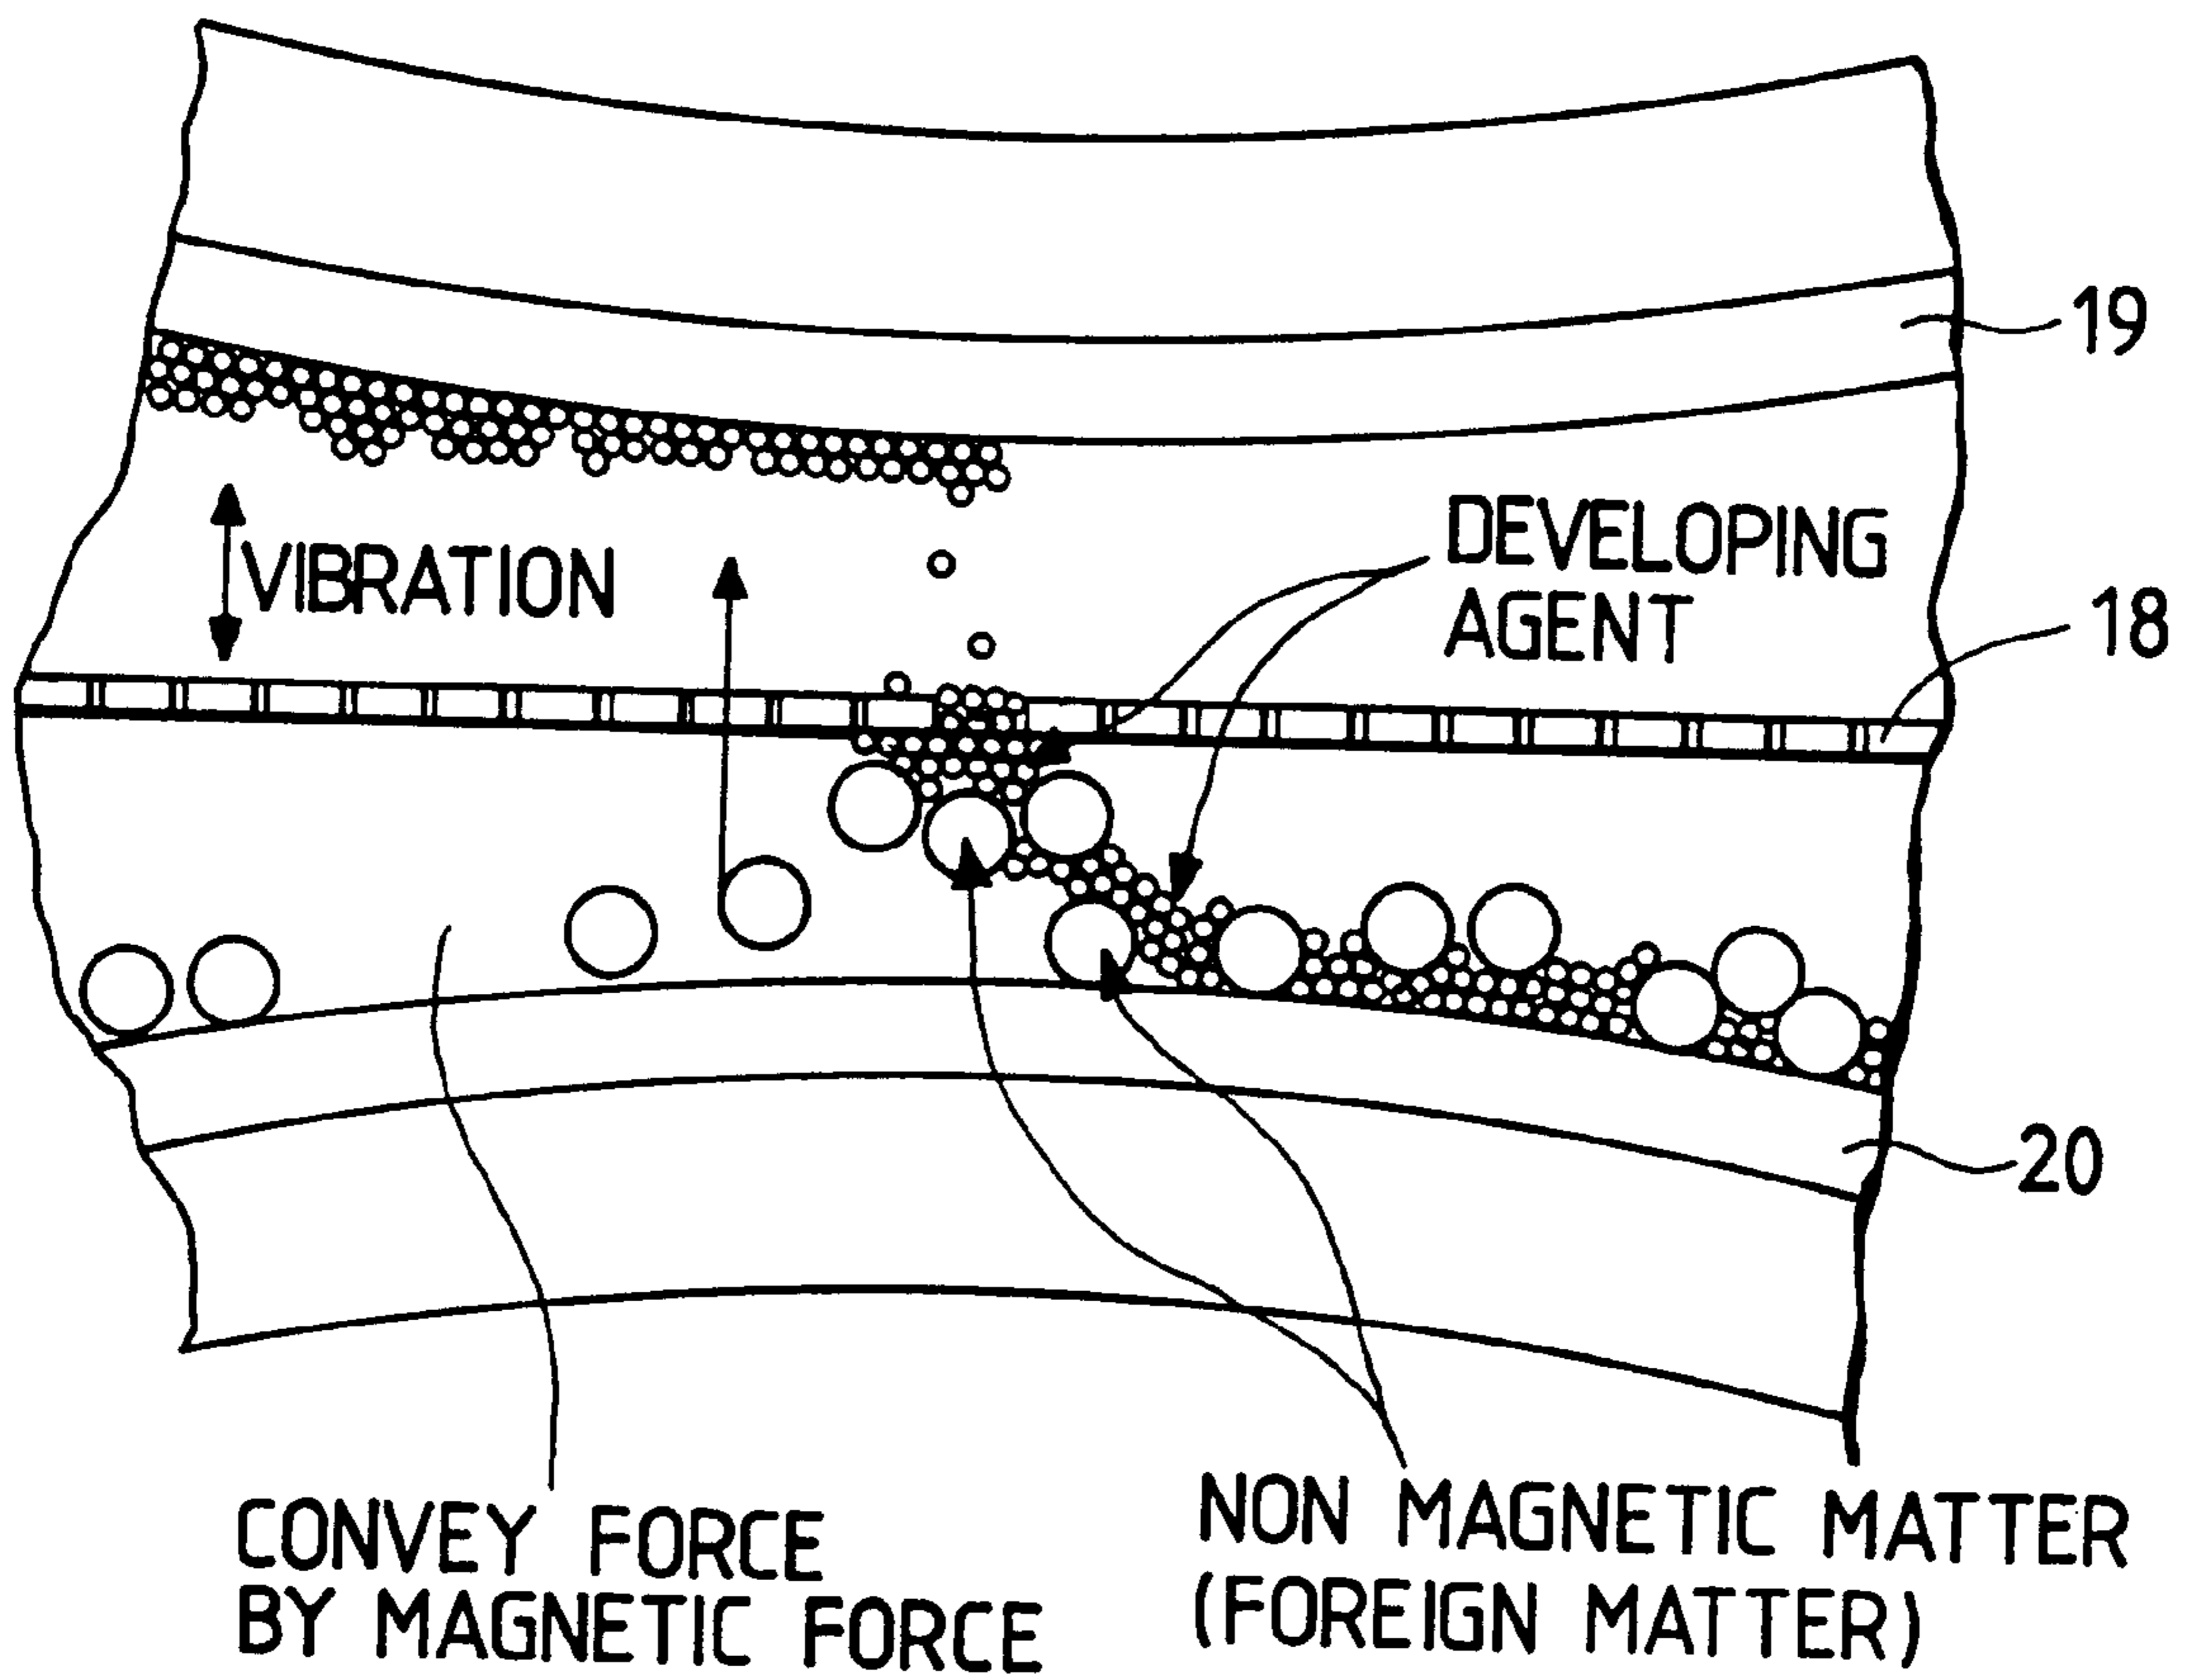 19
VIBRATION
DEVELOPING
AGENT
18
20
CONVEY FORCE
BY MAGNETIC FORCE
NON MAGNETIC MATTER
(FOREIGN MATTER)